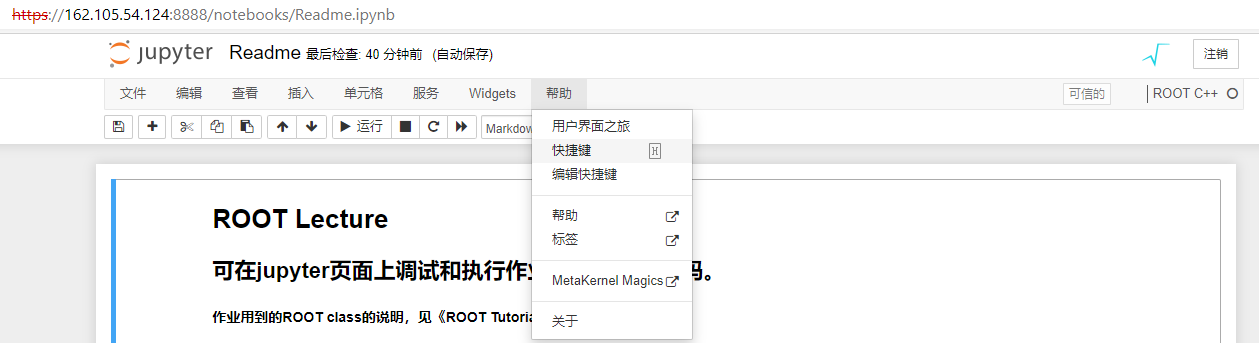 https://162.105.54.124:8888/notebooks/Readme.ipynb
jupyter Readme 最后检查: 40 分钟前 (自动保存) 注销
文件 编辑 查看 插入 单元格 服务 Widgets 帮助 可信的 ROOT C++
运行 Markdow
用户界面之旅
快捷键 H
编辑快捷键
帮助
标签
MetaKernel Magics
关于
ROOT Lecture
可在jupyter页面上调试和执行作 码。
作业用到的ROOT class的说明，见《ROOT Tutoria